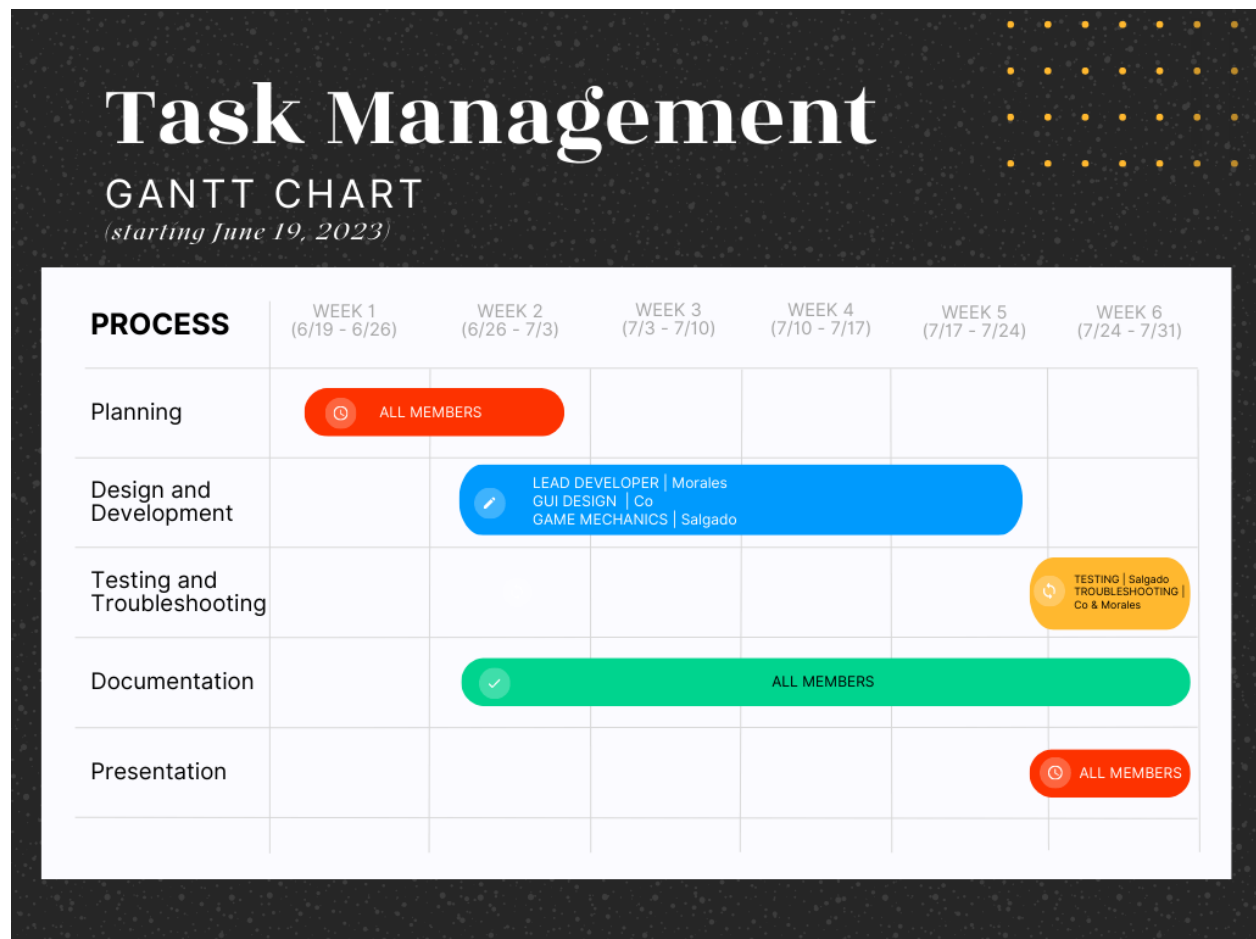 Task Management
GANTT CHART
(starting June 19, 2023)
PROCESS
WEEK 1
(6/19 - 6/26)
WEEK 2
(6/26 - 7/3)
WEEK 3
(7/3 - 7/10)
WEEK 4
(7/10 - 7/17)
WEEK 5
(7/17 - 7/24)
WEEK 6
(7/24 - 7/31)
Planning
ALL MEMBERS
Design and
Development
LEAD DEVELOPER | Morales
GUI DESIGN | Co
GAME MECHANICS | Salgado
Testing and
Troubleshooting
TESTING | Salgado
TROUBLESHOOTING |
Co & Morales
Documentation
ALL MEMBERS
Presentation
ALL MEMBERS